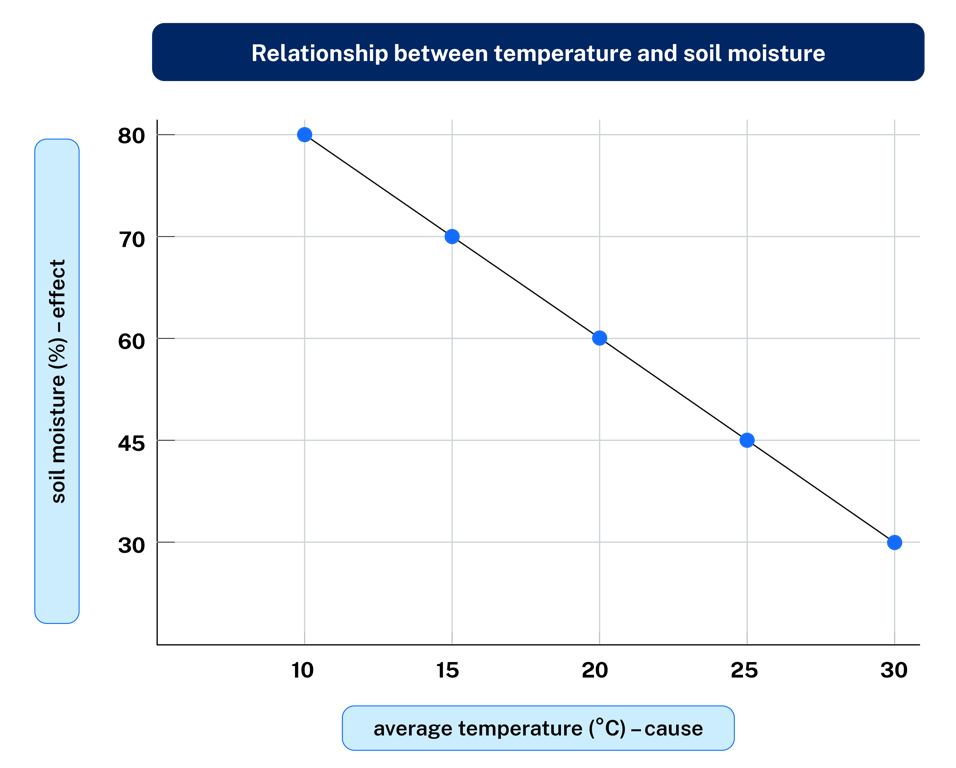 Relationship between temperature and soil moisture
soil moisture (%) – effect
80
70
60
45
30
10 15 20 25 30
average temperature (°C) – cause